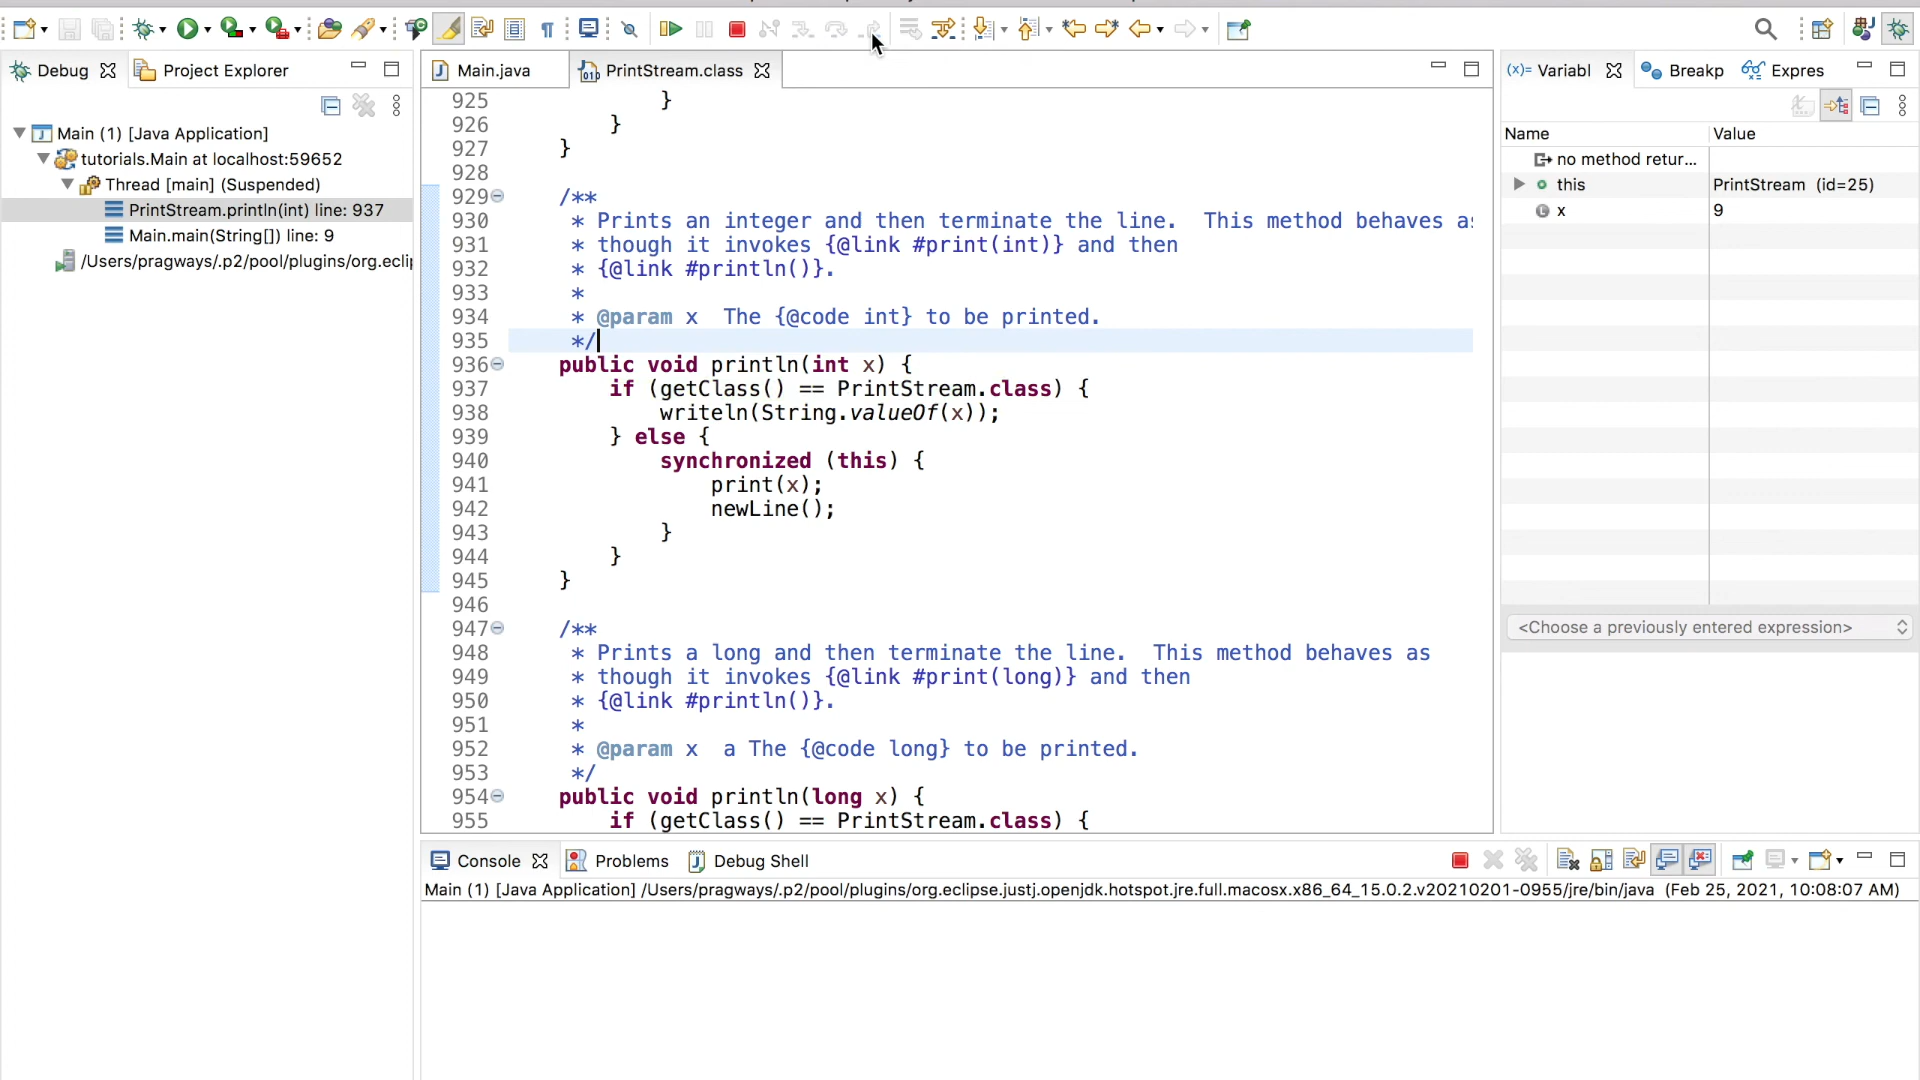 Debug
Project Explorer
Main (1) [Java Application]
tutorials.Main at localhost:59652
Thread [main] (Suspended)
PrintStream.println(int) line: 937
Main.main(String[]) line: 9
/Users/pragways/.p2/pool/plugins/org.ecli
Main.java
PrintStream.class
925 }
926 }
927 }
928
929 /**
930 * Prints an integer and then terminate the line.  This method behaves as
931 * though it invokes {@link #print(int)} and then
932 * {@link #println()}.
933 *
934 * @param x  The {@code int} to be printed.
935 */
936 public void println(int x) {
937 if (getClass() == PrintStream.class) {
938 writeln(String.valueOf(x));
939 } else {
940 synchronized (this) {
941 print(x);
942 newLine();
943 }
944 }
945 }
946
947 /**
948 * Prints a long and then terminate the line.  This method behaves as
949 * though it invokes {@link #print(long)} and then
950 * {@link #println()}.
951 *
952 * @param x  a The {@code long} to be printed.
953 */
954 public void println(long x) {
955 if (getClass() == PrintStream.class) {
(x)= Variabl
Breakp
Expres
Name Value
no method retur...
this PrintStream (id=25)
x 9
<Choose a previously entered expression>
Console
Problems
Debug Shell
Main (1) [Java Application] /Users/pragways/.p2/pool/plugins/org.eclipse.justj.openjdk.hotspot.jre.full.macosx.x86_64_15.0.2.v20210201-0955/jre/bin/java (Feb 25, 2021, 10:08:07 AM)